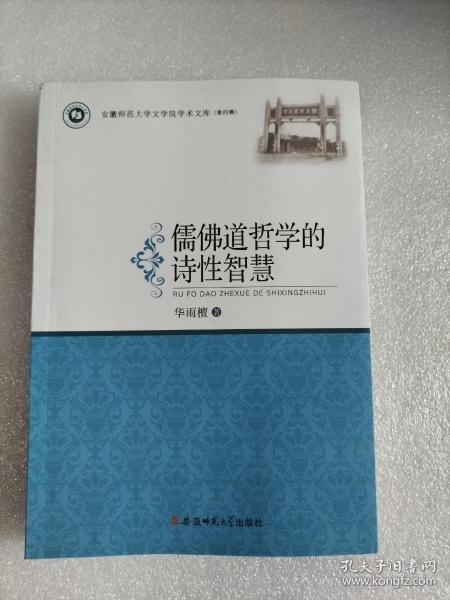 安徽师范大学文学院学术文库（第四辑）
儒佛道哲学的
诗性智慧
RU FO DAO ZHEXUE DE SHIXINGZHIHUI
华雨檀 著
安徽师范大学出版社
孔夫子旧书网
www.kongfz.com